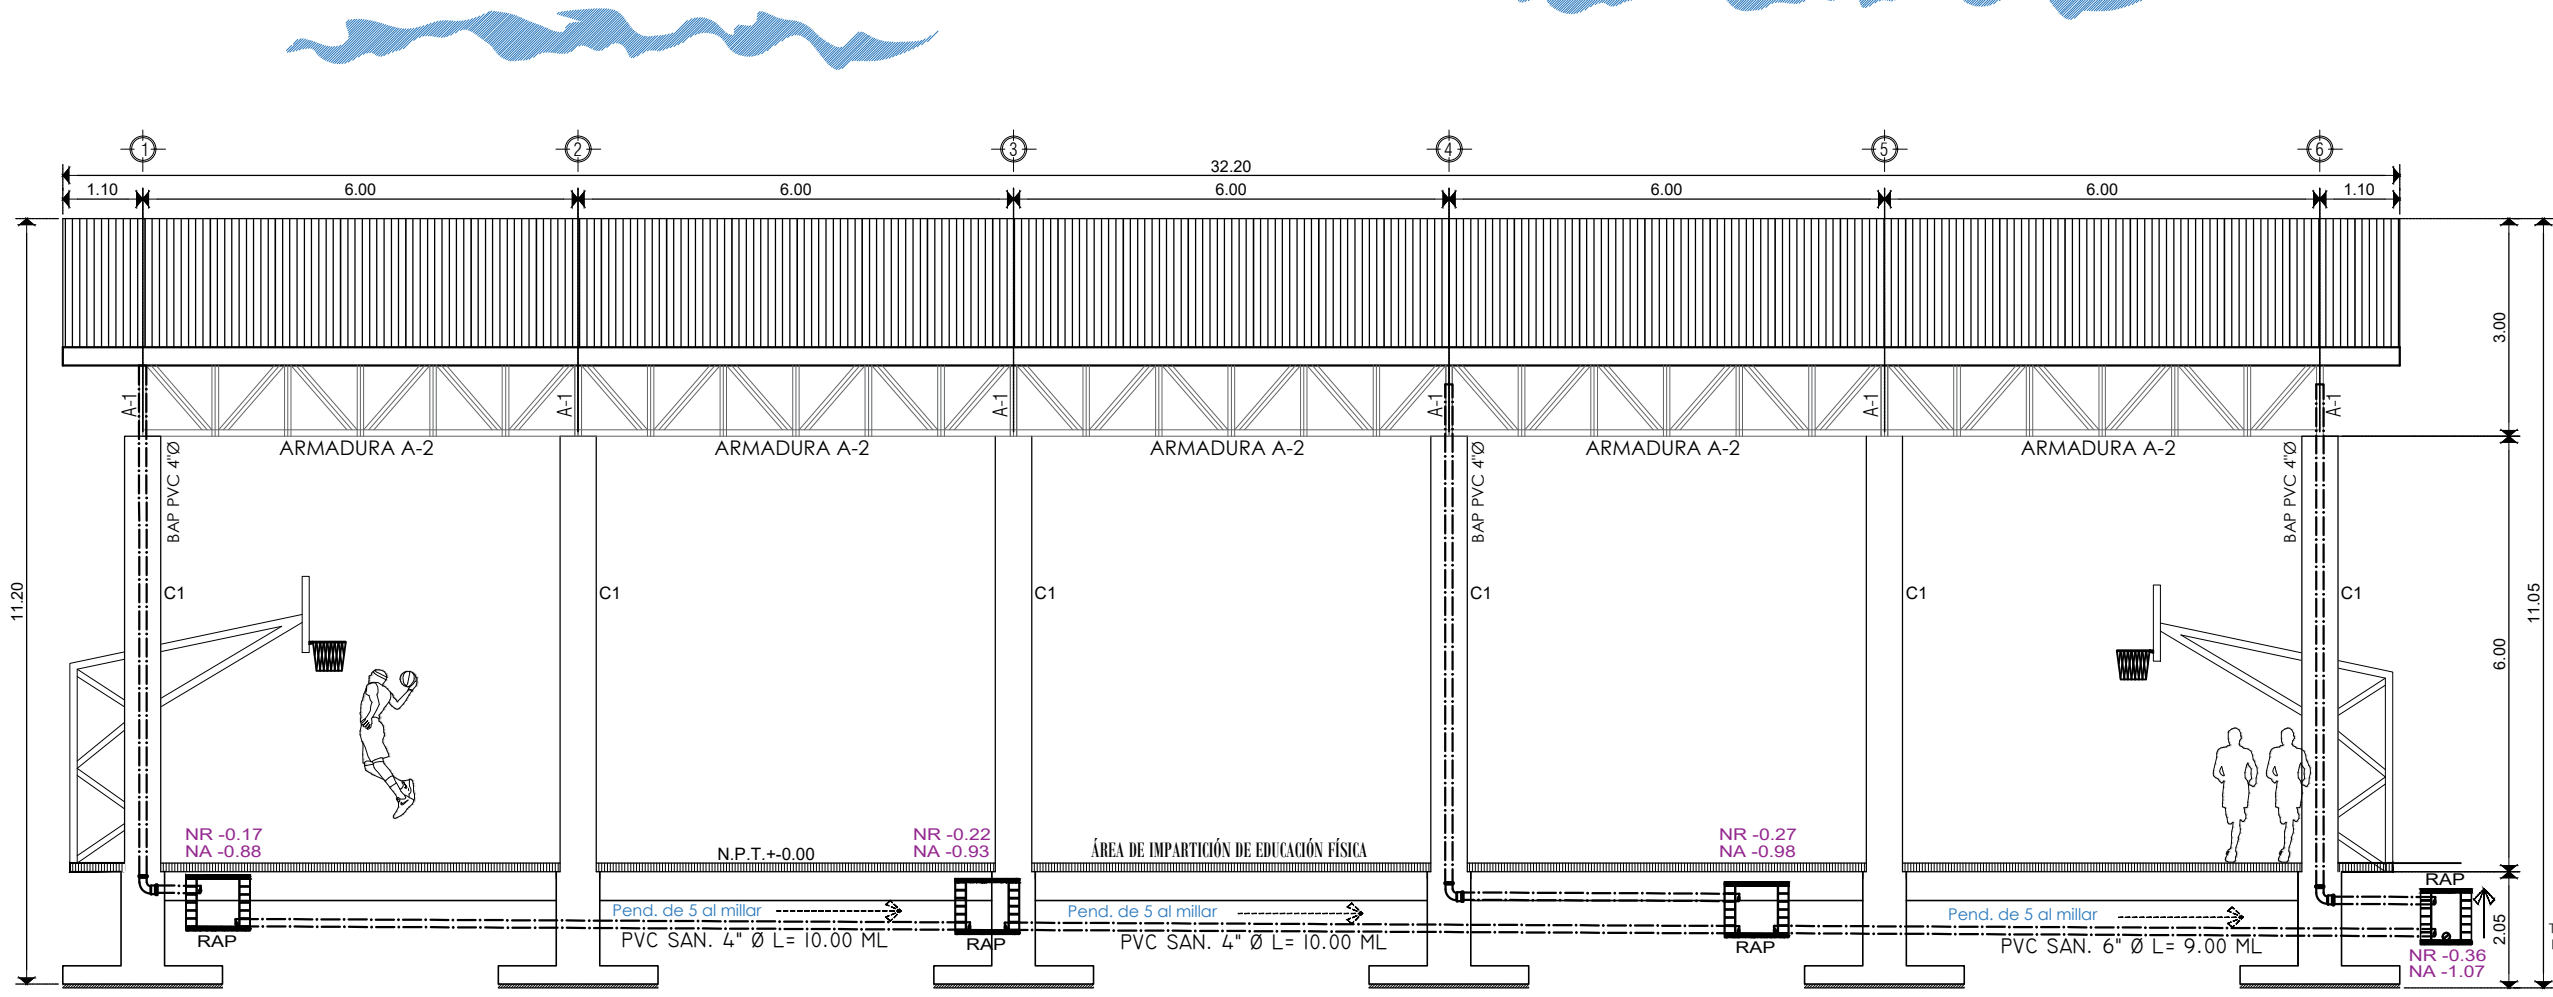 1
2
3
4
5
6
32.20
1.10
6.00
6.00
6.00
6.00
6.00
1.10
11.20
3.00
6.00
11.05
2.05
A-1
A-1
A-1
A-1
A-1
A-1
ARMADURA A-2
ARMADURA A-2
ARMADURA A-2
ARMADURA A-2
ARMADURA A-2
BAP PVC 4"Ø
BAP PVC 4"Ø
BAP PVC 4"Ø
C1
C1
C1
C1
C1
C1
NR -0.17
NA -0.88
N.P.T.+-0.00
NR -0.22
NA -0.93
ÁREA DE IMPARTICIÓN DE EDUCACIÓN FÍSICA
NR -0.27
NA -0.98
RAP
Pend. de 5 al millar
PVC SAN. 4" Ø L= 10.00 ML
RAP
Pend. de 5 al millar
PVC SAN. 4" Ø L= 10.00 ML
RAP
Pend. de 5 al millar
PVC SAN. 6" Ø L= 9.00 ML
RAP
NR -0.36
NA -1.07